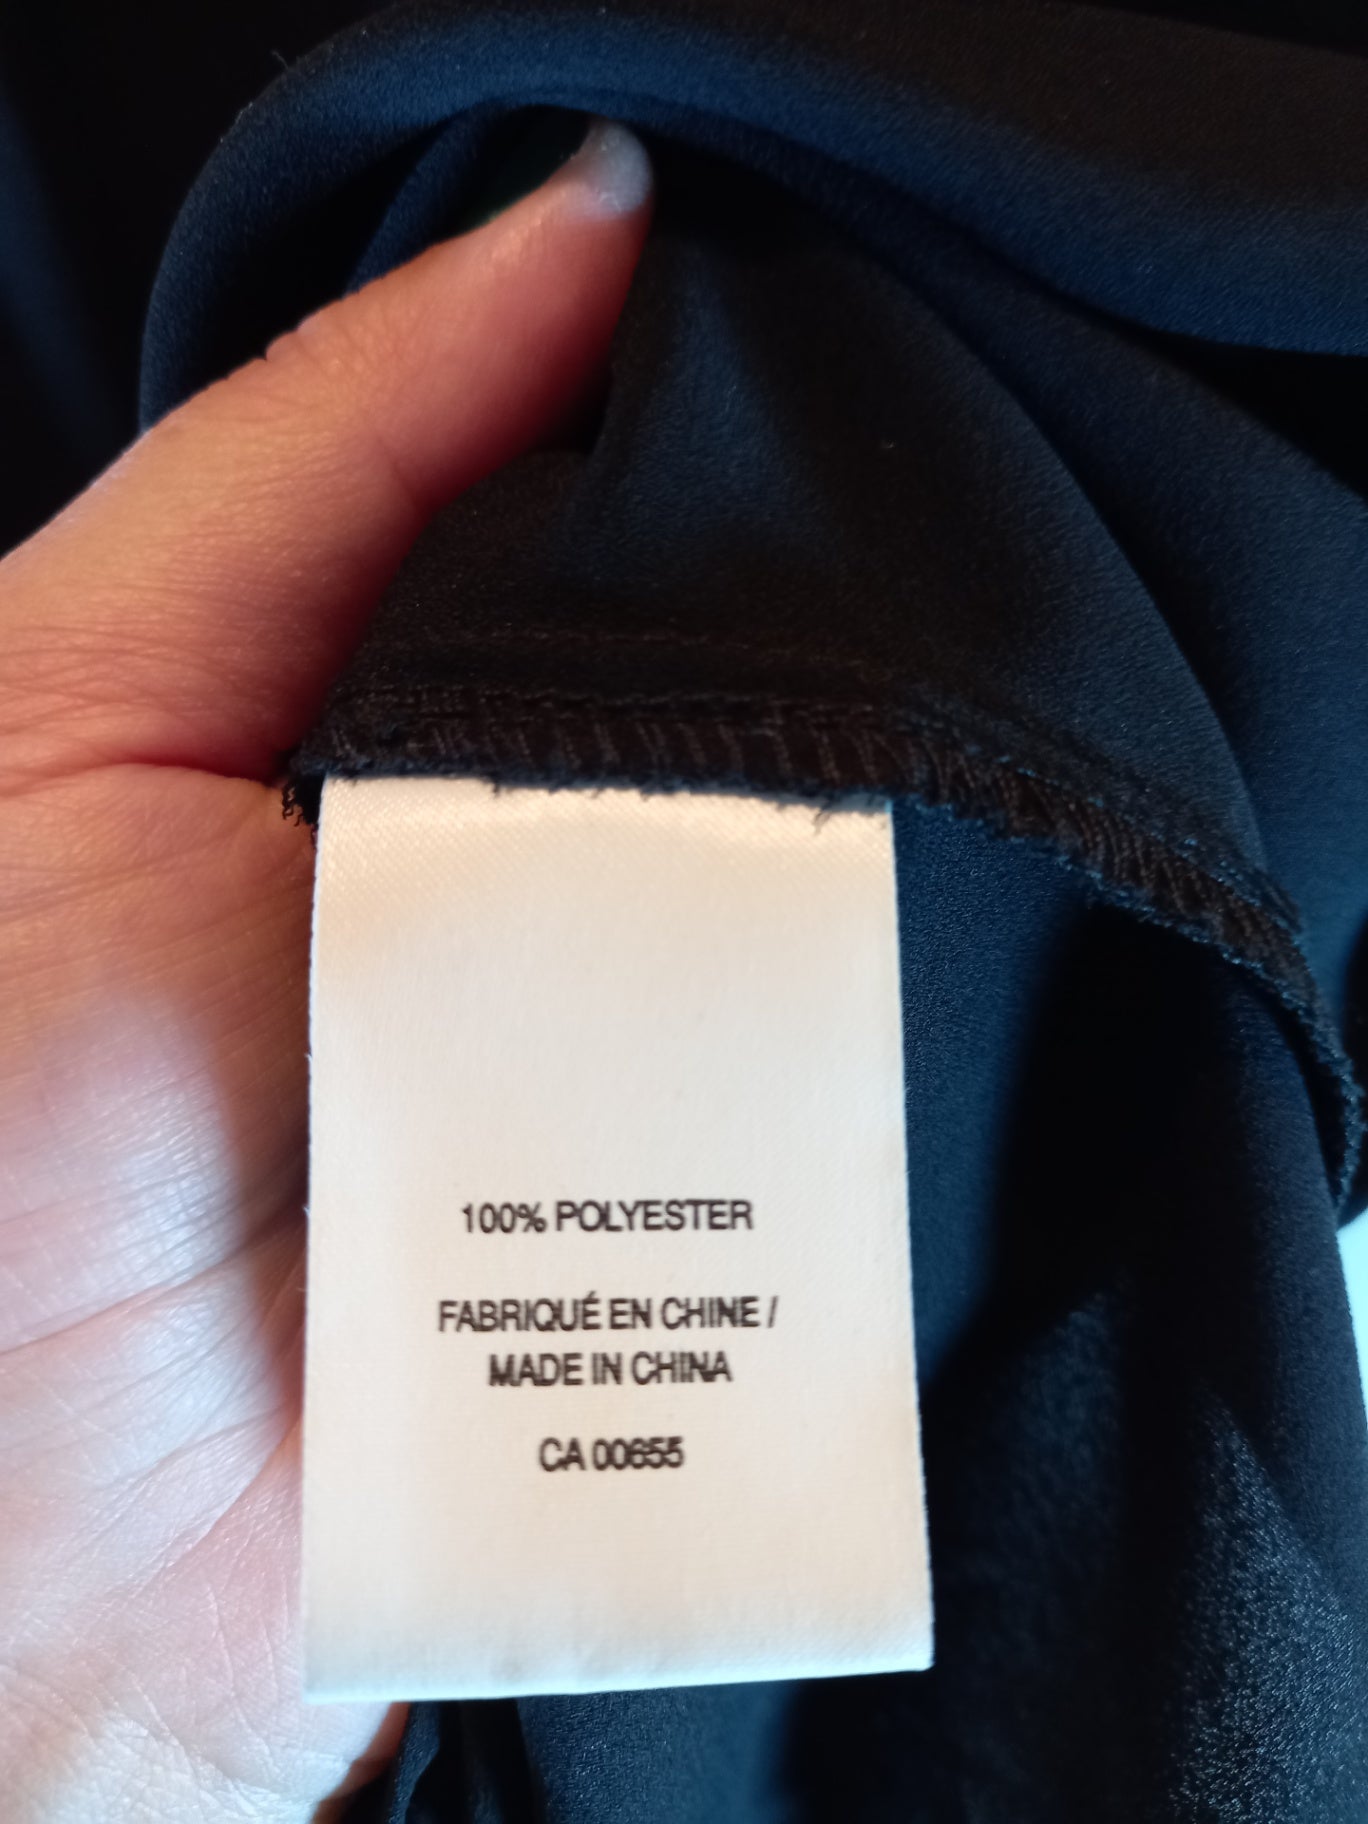 100% POLYESTER
FABRIQUÉ EN CHINE /
MADE IN CHINA
CA 00655